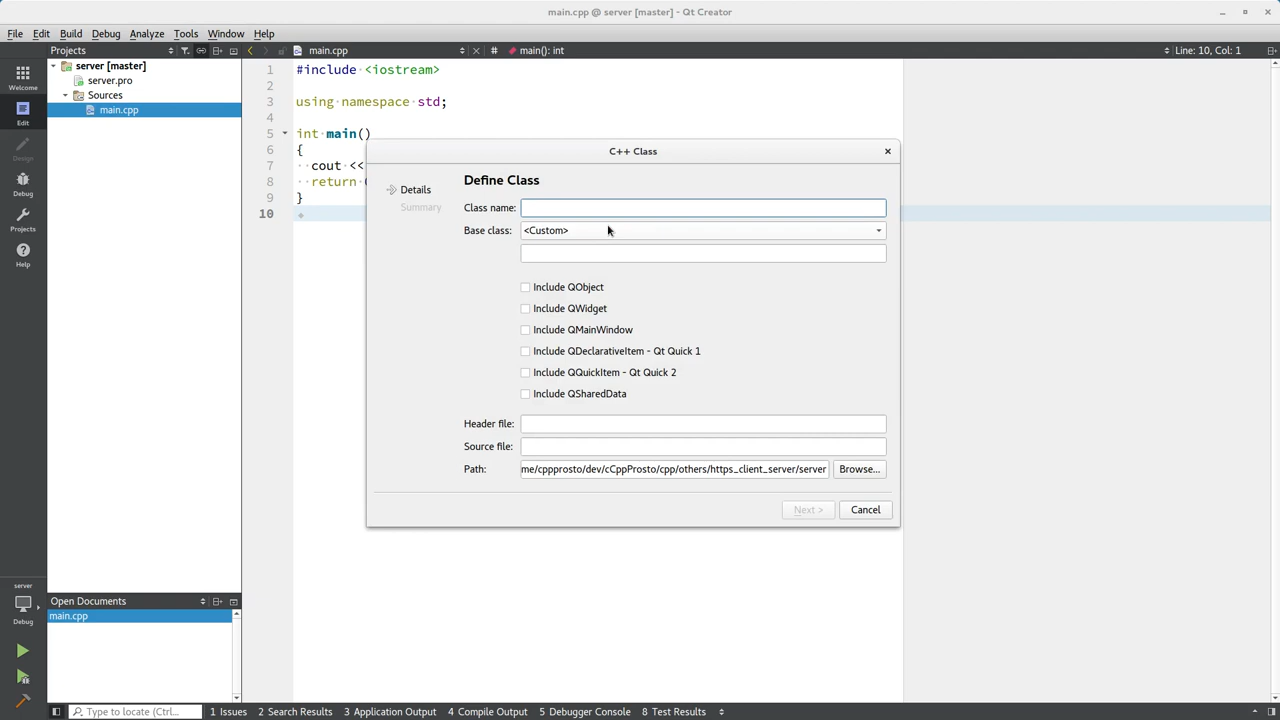 main.cpp @ server [master] - Qt Creator
File Edit Build Debug Analyze Tools Window Help
Projects
main.cpp
#
main(): int
Line: 10, Col: 1
Welcome
Edit
Design
Debug
Projects
Help
server [master]
server.pro
Sources
main.cpp
1 #include <iostream>
2
3 using namespace std;
4
5 int main()
6 {
7 cout <<
8 return
9 }
10
C++ Class
Details
Summary
Define Class
Class name:
Base class: <Custom>
Include QObject
Include QWidget
Include QMainWindow
Include QDeclarativeItem - Qt Quick 1
Include QQuickItem - Qt Quick 2
Include QSharedData
Header file:
Source file:
Path: me/cppprosto/dev/cCppProsto/cpp/others/https_client_server/server Browse...
Next > Cancel
server
Debug
Open Documents
main.cpp
Type to locate (Ctrl... 1 Issues 2 Search Results 3 Application Output 4 Compile Output 5 Debugger Console 8 Test Results